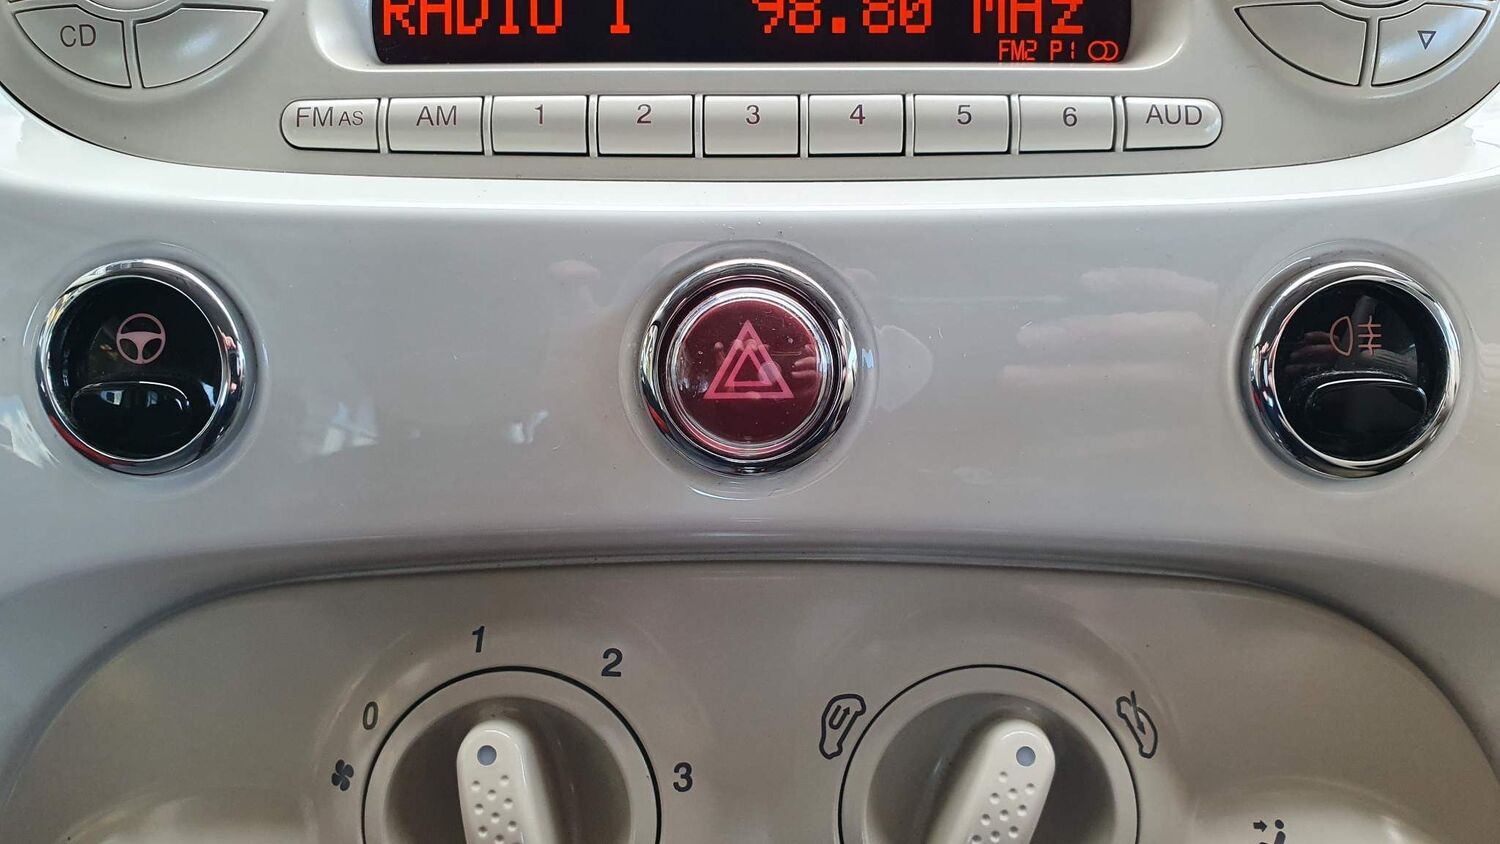 RADIO 1 98.80 MHz
FM2 P1
CD
FM AS AM 1 2 3 4 5 6 AUD
0 1 2 3